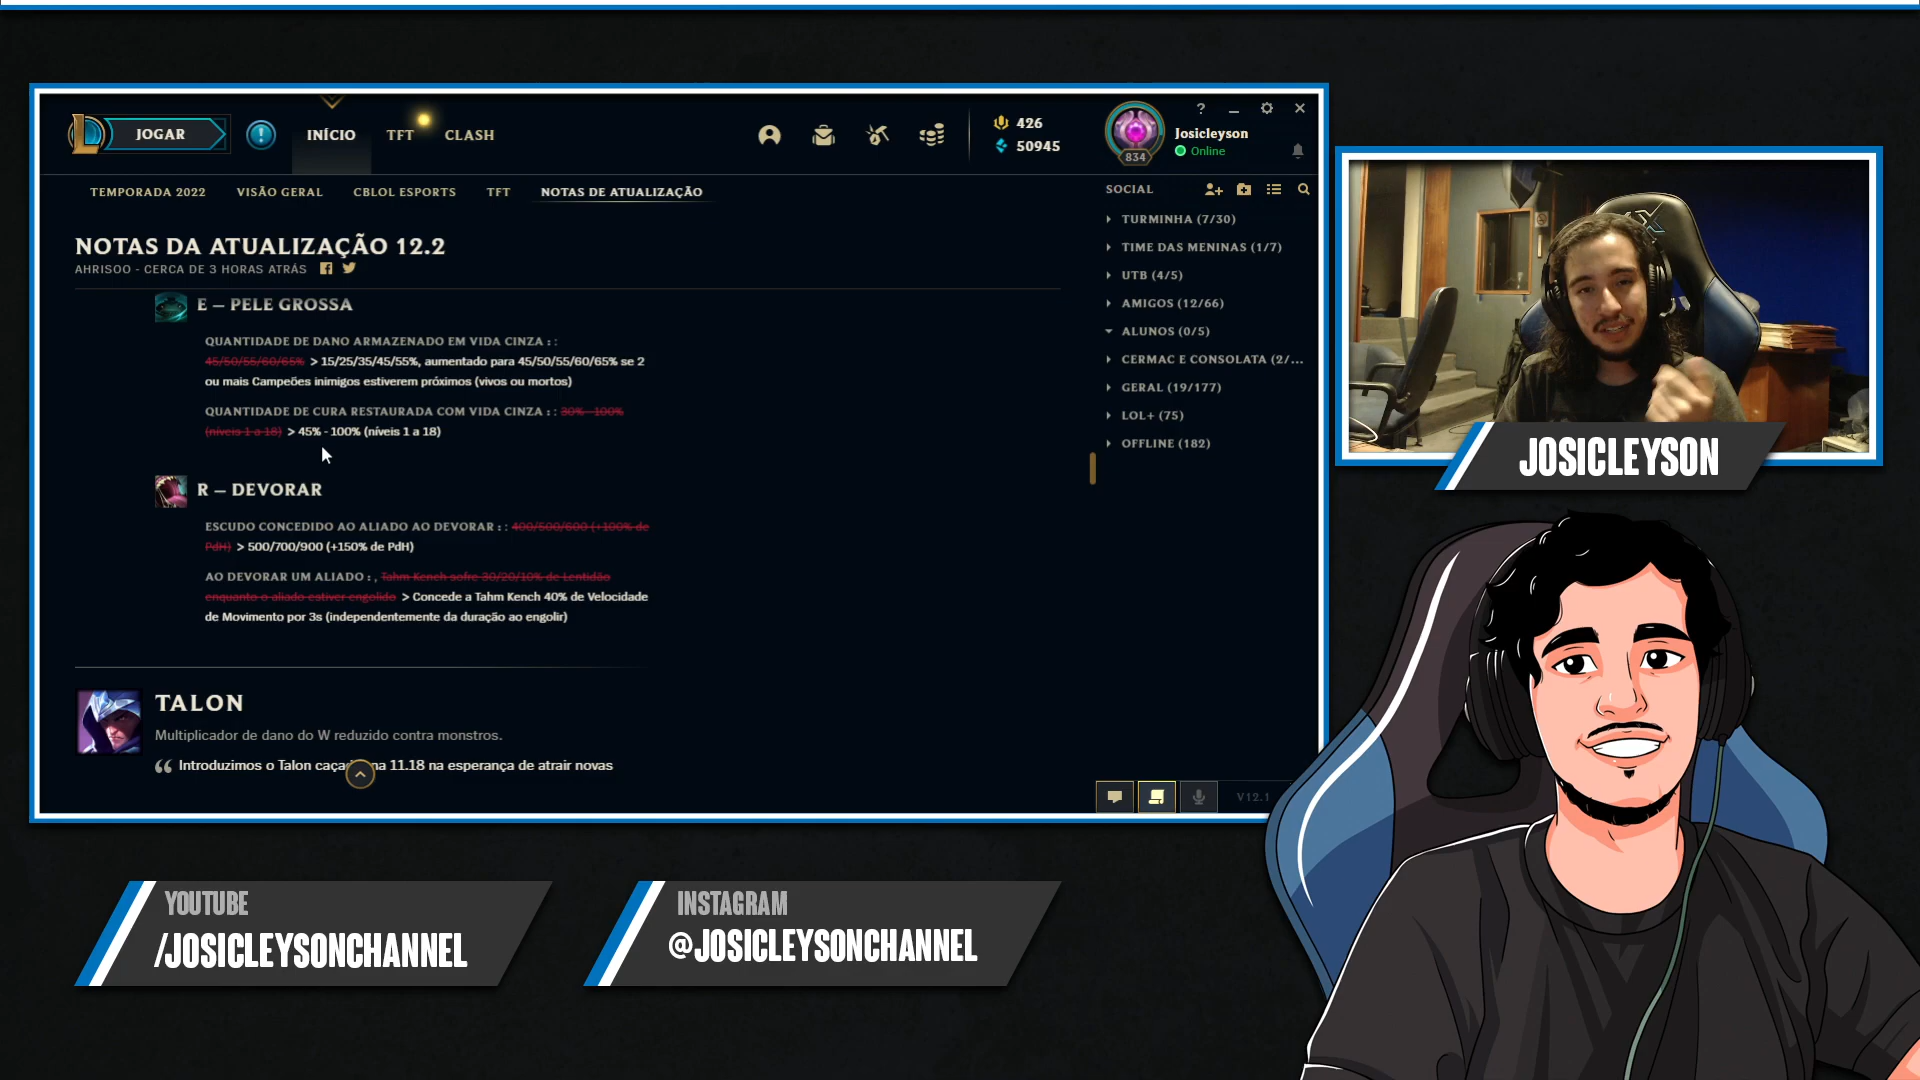 JOGAR
INÍCIO
TFT
CLASH
426
50945
834
Josicleyson
Online
TEMPORADA 2022
VISÃO GERAL
CBLOL ESPORTS
TFT
NOTAS DE ATUALIZAÇÃO
NOTAS DA ATUALIZAÇÃO 12.2
AHRISOO - CERCA DE 3 HORAS ATRÁS
E – PELE GROSSA
QUANTIDADE DE DANO ARMAZENADO EM VIDA CINZA : :
45/50/55/60/65% > 15/25/35/45/55%, aumentado para 45/50/55/60/65% se 2
ou mais Campeões inimigos estiverem próximos (vivos ou mortos)
QUANTIDADE DE CURA RESTAURADA COM VIDA CINZA : : 30% - 100%
(níveis 1 a 18) > 45% - 100% (níveis 1 a 18)
R – DEVORAR
ESCUDO CONCEDIDO AO ALIADO AO DEVORAR : : 400/500/600 (+100% de
PdH) > 500/700/900 (+150% de PdH)
AO DEVORAR UM ALIADO : , Tahm Kench sofre 30/20/10% de Lentidão
enquanto o aliado estiver engolido > Concede a Tahm Kench 40% de Velocidade
de Movimento por 3s (independentemente da duração ao engolir)
TALON
Multiplicador de dano do W reduzido contra monstros.
Introduzimos o Talon caça na 11.18 na esperança de atrair novas
SOCIAL
TURMINHA (7/30)
TIME DAS MENINAS (1/7)
UTB (4/5)
AMIGOS (12/66)
ALUNOS (0/5)
CERMAC E CONSOLATA (2/...
GERAL (19/177)
LOL+ (75)
OFFLINE (182)
V12.1
JOSICLEYSON
YOUTUBE
/JOSICLEYSONCHANNEL
INSTAGRAM
@JOSICLEYSONCHANNEL